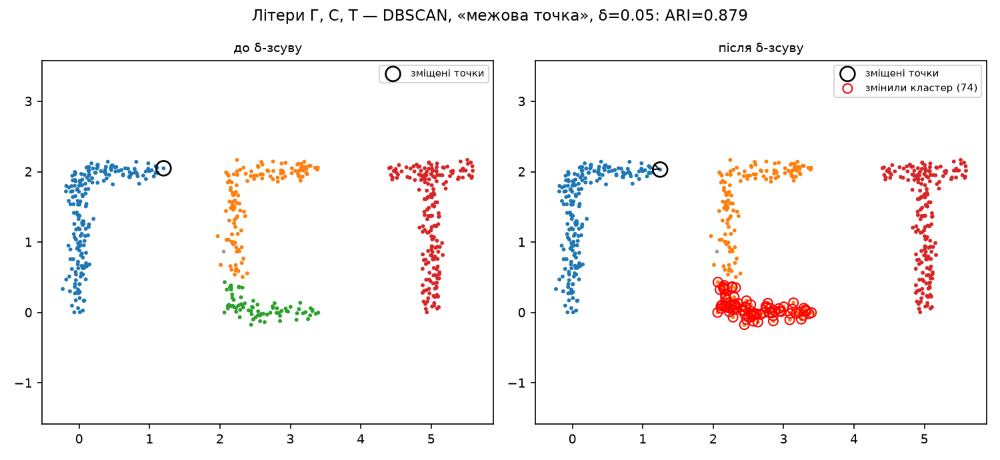 Літери Г, С, Т — DBSCAN, «межова точка», δ=0.05: ARI=0.879
до δ-зсуву
зміщені точки
3
2
1
0
−1
0 1 2 3 4 5
після δ-зсуву
зміщені точки
змінили кластер (74)
3
2
1
0
−1
0 1 2 3 4 5